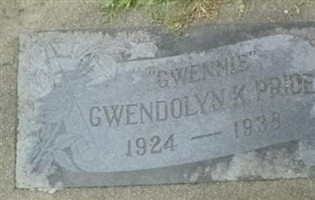 "GWENNIE"
GWENDOLYN K. PRIDE
1924 — 1938